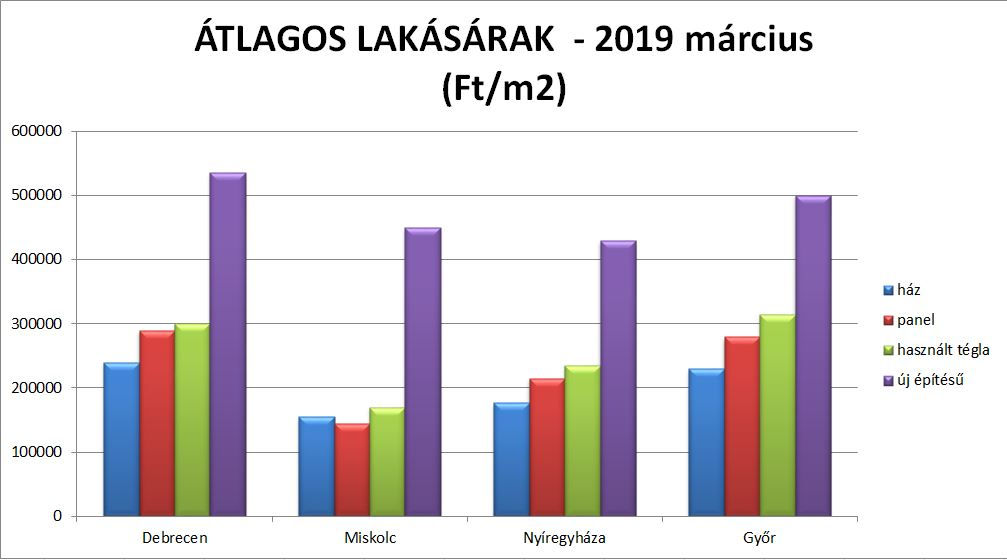 ÁTLAGOS LAKÁSÁRAK - 2019 március
(Ft/m2)
600000
500000
400000
300000
200000
100000
0
Debrecen
Miskolc
Nyíregyháza
Győr
ház
panel
használt tégla
új építésű